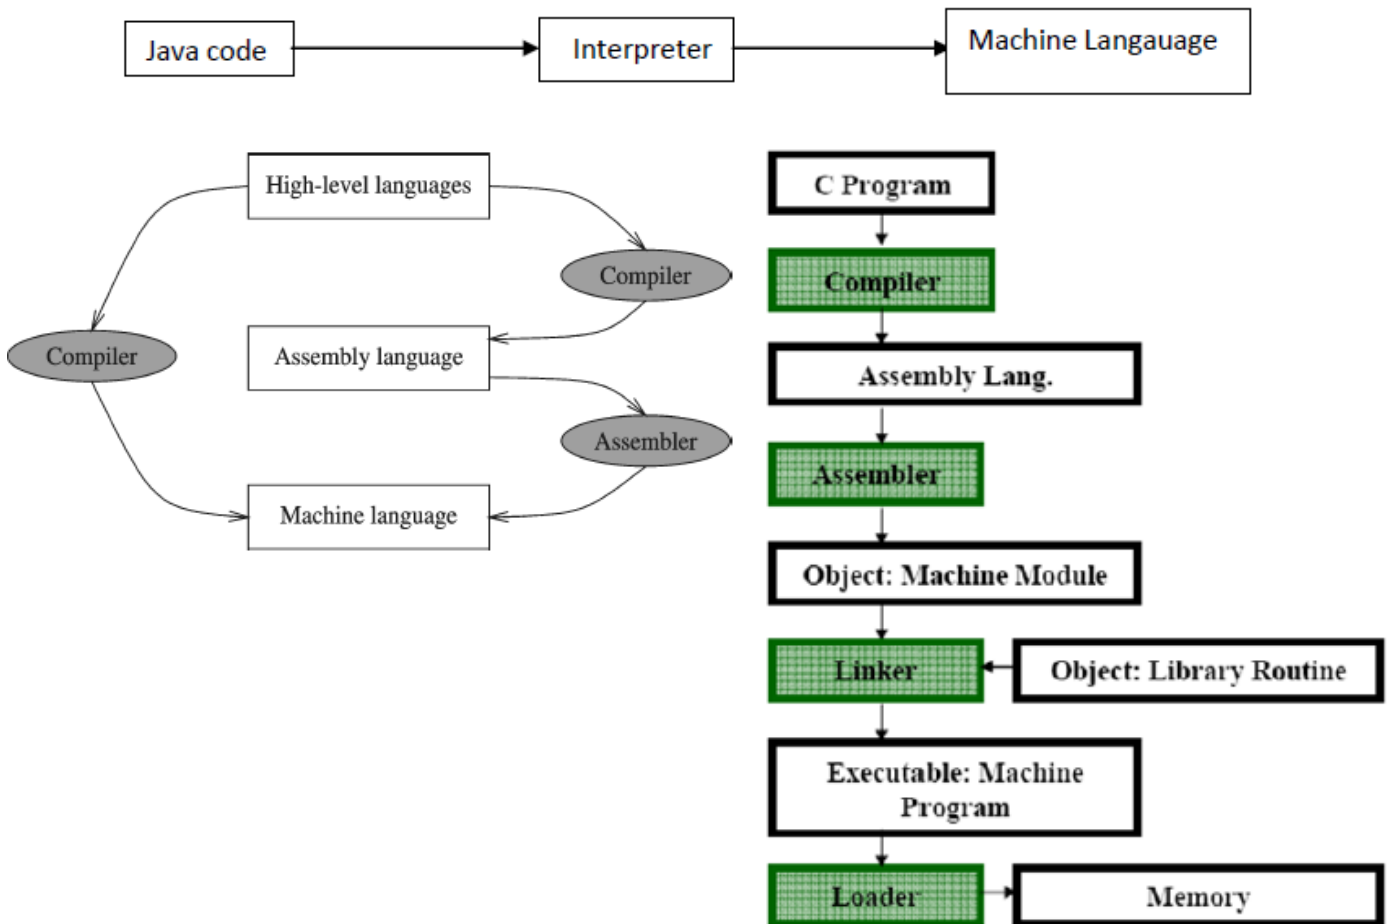 Java code
Interpreter
Machine Langauage
High-level languages
Compiler
Compiler
Assembly language
Assembler
Machine language
C Program
Compiler
Assembly Lang.
Assembler
Object: Machine Module
Linker
Object: Library Routine
Executable: Machine
Program
Loader
Memory